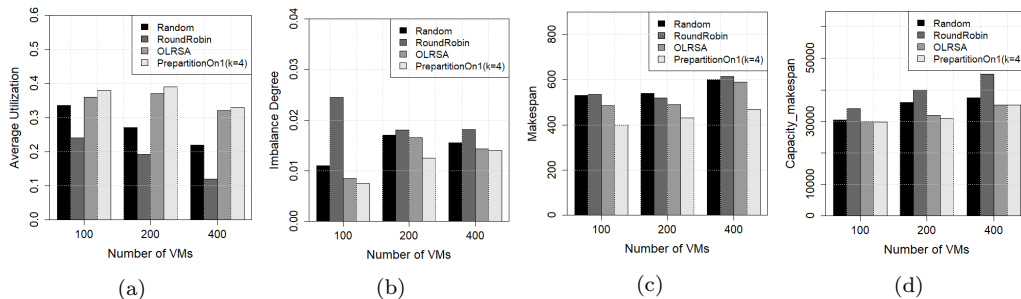 0.0 0.1 0.2 0.3 0.4 0.5 0.6
Average Utilization
Random
RoundRobin
OLRSA
PrepartitionOn1(k=4)
100 200 400
Number of VMs
(a)
0.00 0.01 0.02 0.03 0.04
Imbalance Degree
Random
RoundRobin
OLRSA
PrepartitionOn1(k=4)
100 200 400
Number of VMs
(b)
0 200 400 600 800
Makespan
Random
RoundRobin
OLRSA
PrepartitionOn1(k=4)
100 200 400
Number of VMs
(c)
0 10000 30000 50000
Capacity_makespan
Random
RoundRobin
OLRSA
PrepartitionOn1(k=4)
100 200 400
Number of VMs
(d)